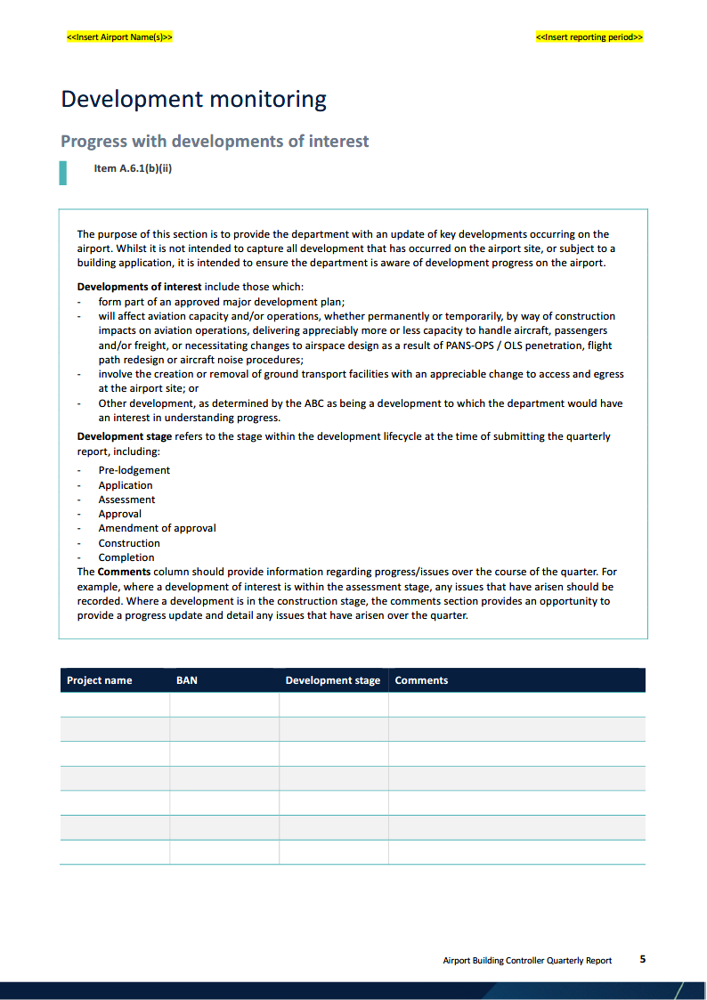 <<Insert Airport Name(s)>> <<Insert reporting period>>
Development monitoring
Progress with developments of interest
Item A.6.1(b)(ii)
The purpose of this section is to provide the department with an update of key developments occurring on the
airport. Whilst it is not intended to capture all development that has occurred on the airport site, or subject to a
building application, it is intended to ensure the department is aware of development progress on the airport.
Developments of interest include those which:
- form part of an approved major development plan;
- will affect aviation capacity and/or operations, whether permanently or temporarily, by way of construction
impacts on aviation operations, delivering appreciably more or less capacity to handle aircraft, passengers
and/or freight, or necessitating changes to airspace design as a result of PANS-OPS / OLS penetration, flight
path redesign or aircraft noise procedures;
- involve the creation or removal of ground transport facilities with an appreciable change to access and egress
at the airport site; or
- Other development, as determined by the ABC as being a development to which the department would have
an interest in understanding progress.
Development stage refers to the stage within the development lifecycle at the time of submitting the quarterly
report, including:
- Pre-lodgement
- Application
- Assessment
- Approval
- Amendment of approval
- Construction
- Completion
The Comments column should provide information regarding progress/issues over the course of the quarter. For
example, where a development of interest is within the assessment stage, any issues that have arisen should be
recorded. Where a development is in the construction stage, the comments section provides an opportunity to
provide a progress update and detail any issues that have arisen over the quarter.
Project name BAN Development stage Comments
Airport Building Controller Quarterly Report 5